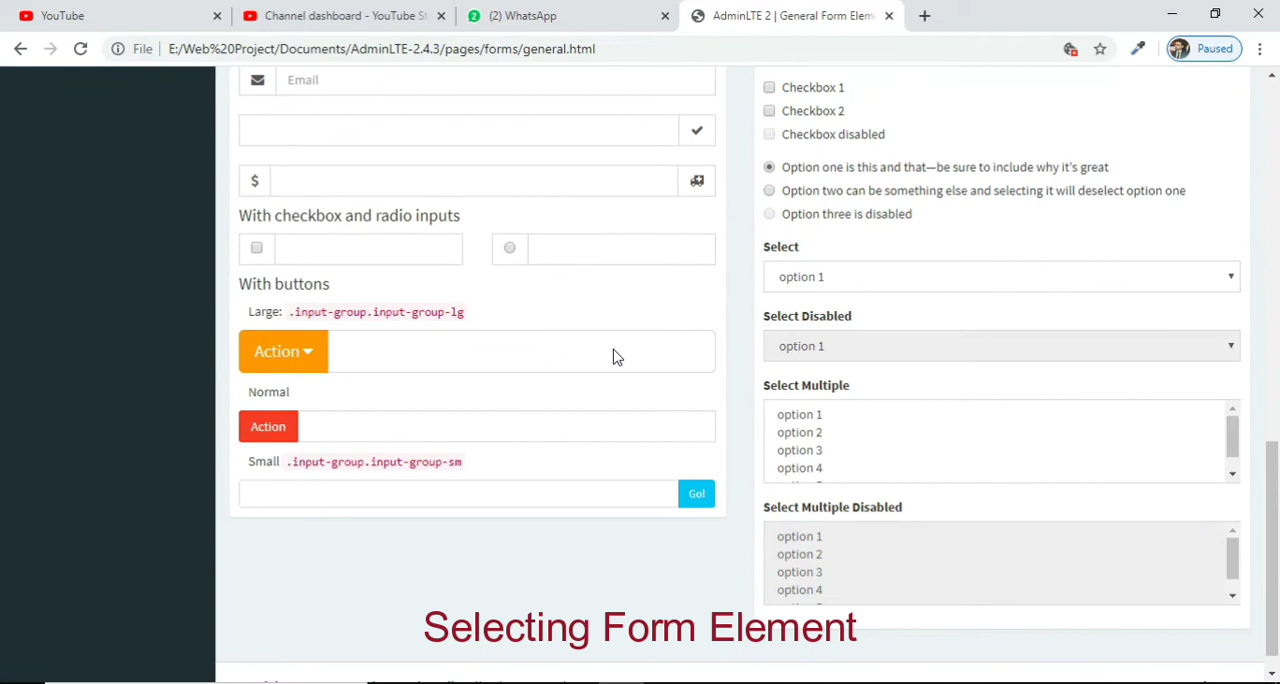 YouTube
Channel dashboard - YouTube St
(2) WhatsApp
AdminLTE 2 | General Form Elem
File
E:/Web%20Project/Documents/AdminLTE-2.4.3/pages/forms/general.html
Paused
Email
$
With checkbox and radio inputs
With buttons
Large: .input-group.input-group-lg
Action
Normal
Action
Small .input-group.input-group-sm
Go!
Checkbox 1
Checkbox 2
Checkbox disabled
Option one is this and that—be sure to include why it's great
Option two can be something else and selecting it will deselect option one
Option three is disabled
Select
option 1
Select Disabled
option 1
Select Multiple
option 1
option 2
option 3
option 4
Select Multiple Disabled
option 1
option 2
option 3
option 4
Selecting Form Element